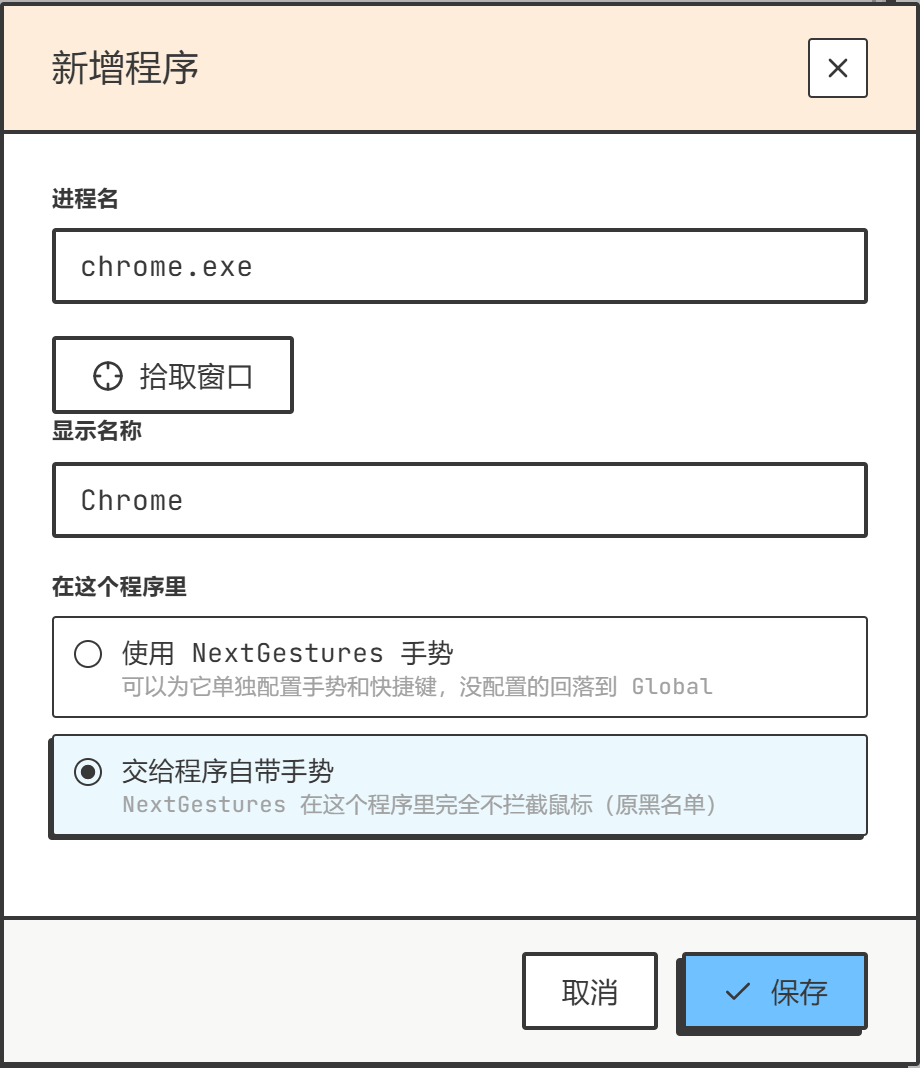 新增程序
进程名
chrome.exe
拾取窗口
显示名称
Chrome
在这个程序里
使用 NextGestures 手势
可以为它单独配置手势和快捷键，没配置的回落到 Global
交给程序自带手势
NextGestures 在这个程序里完全不拦截鼠标（原黑名单）
取消
保存